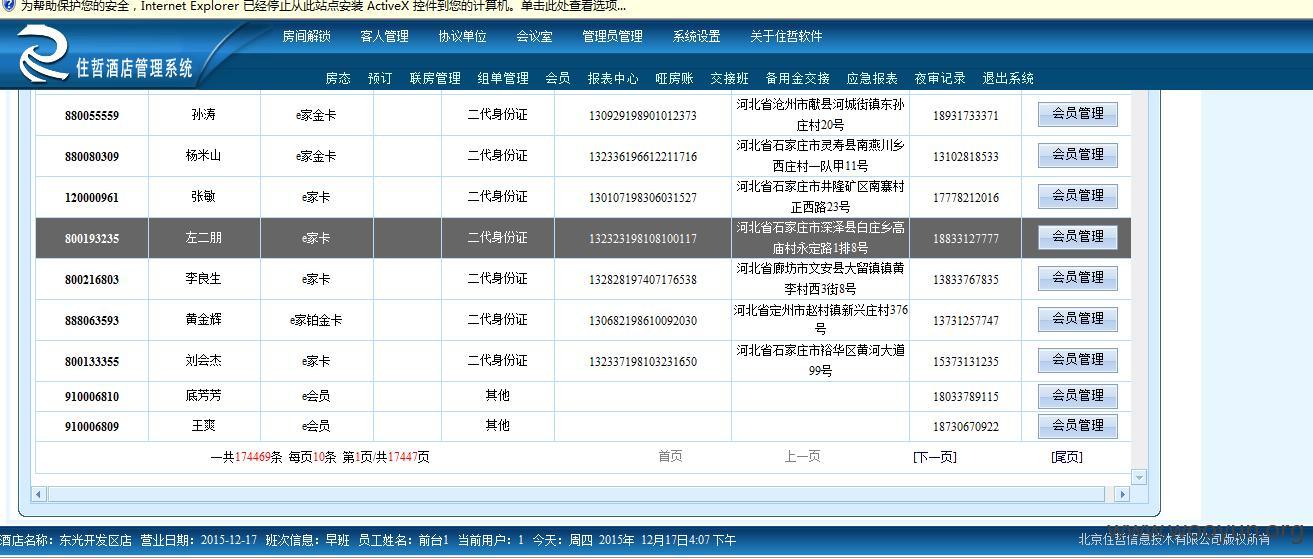 为帮助保护您的安全，Internet Explorer 已经停止从此站点安装 ActiveX 控件到您的计算机。单击此处查看选项...
住哲酒店管理系统
房间解锁 客人管理 协议单位 会议室 管理员管理 系统设置 关于住哲软件
房态 预订 联房管理 组单管理 会员 报表中心 哑房账 交接班 备用金交接 应急报表 夜审记录 退出系统
880055559 孙涛 e家金卡 二代身份证 130929198901012373 河北省沧州市献县河城街镇东孙 18931733371 会员管理
庄村20号
880080309 杨米山 e家金卡 二代身份证 132336196612211716 河北省石家庄市灵寿县南燕川乡 13102818533 会员管理
西庄村一队甲11号
120000961 张敏 e家卡 二代身份证 130107198306031527 河北省石家庄市井陉矿区南寨村 17778212016 会员管理
正西路23号
800193235 左二朋 e家卡 二代身份证 132323198108100117 河北省石家庄市深泽县白庄乡高 18833127777 会员管理
庙村永定路1排8号
800216803 李良生 e家卡 二代身份证 132828197407176538 河北省廊坊市文安县大留镇镇黄 13833767835 会员管理
李村西3街8号
888063593 黄金辉 e家铂金卡 二代身份证 130682198610092030 河北省定州市赵村镇新兴庄村376 13731257747 会员管理
号
800133355 刘会杰 e家卡 二代身份证 132337198103231650 河北省石家庄市裕华区黄河大道 15373131235 会员管理
99号
910006810 底芳芳 e会员 其他 18033789115 会员管理
910006809 王爽 e会员 其他 18730670922 会员管理
一共174469条 每页10条 第1页/共17447页 首页 上一页 [下一页] [尾页]
酒店名称：东光开发区店 营业日期：2015-12-17 班次信息：早班 员工姓名：前台1 当前用户：1 今天：周四 2015年 12月17日4:07 下午 北京住哲信息技术有限公司版权所有
www.wooyun.org